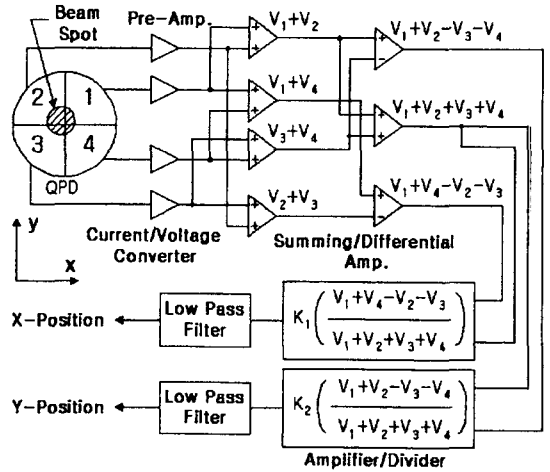 Beam
Spot
Pre-Amp.
V₁+V₂
V₁+V₂-V₃-V₄
2 1
3 4
QPD
V₁+V₄
V₁+V₂+V₃+V₄
V₃+V₄
V₂+V₃
V₁+V₄-V₂-V₃
y
x
Current/Voltage
Converter
Summing/Differential
Amp.
X-Position
Low Pass
Filter
K₁ ( V₁+V₄-V₂-V₃
V₁+V₂+V₃+V₄ )
Y-Position
Low Pass
Filter
K₂ ( V₁+V₂-V₃-V₄
V₁+V₂+V₃+V₄ )
Amplifier/Divider